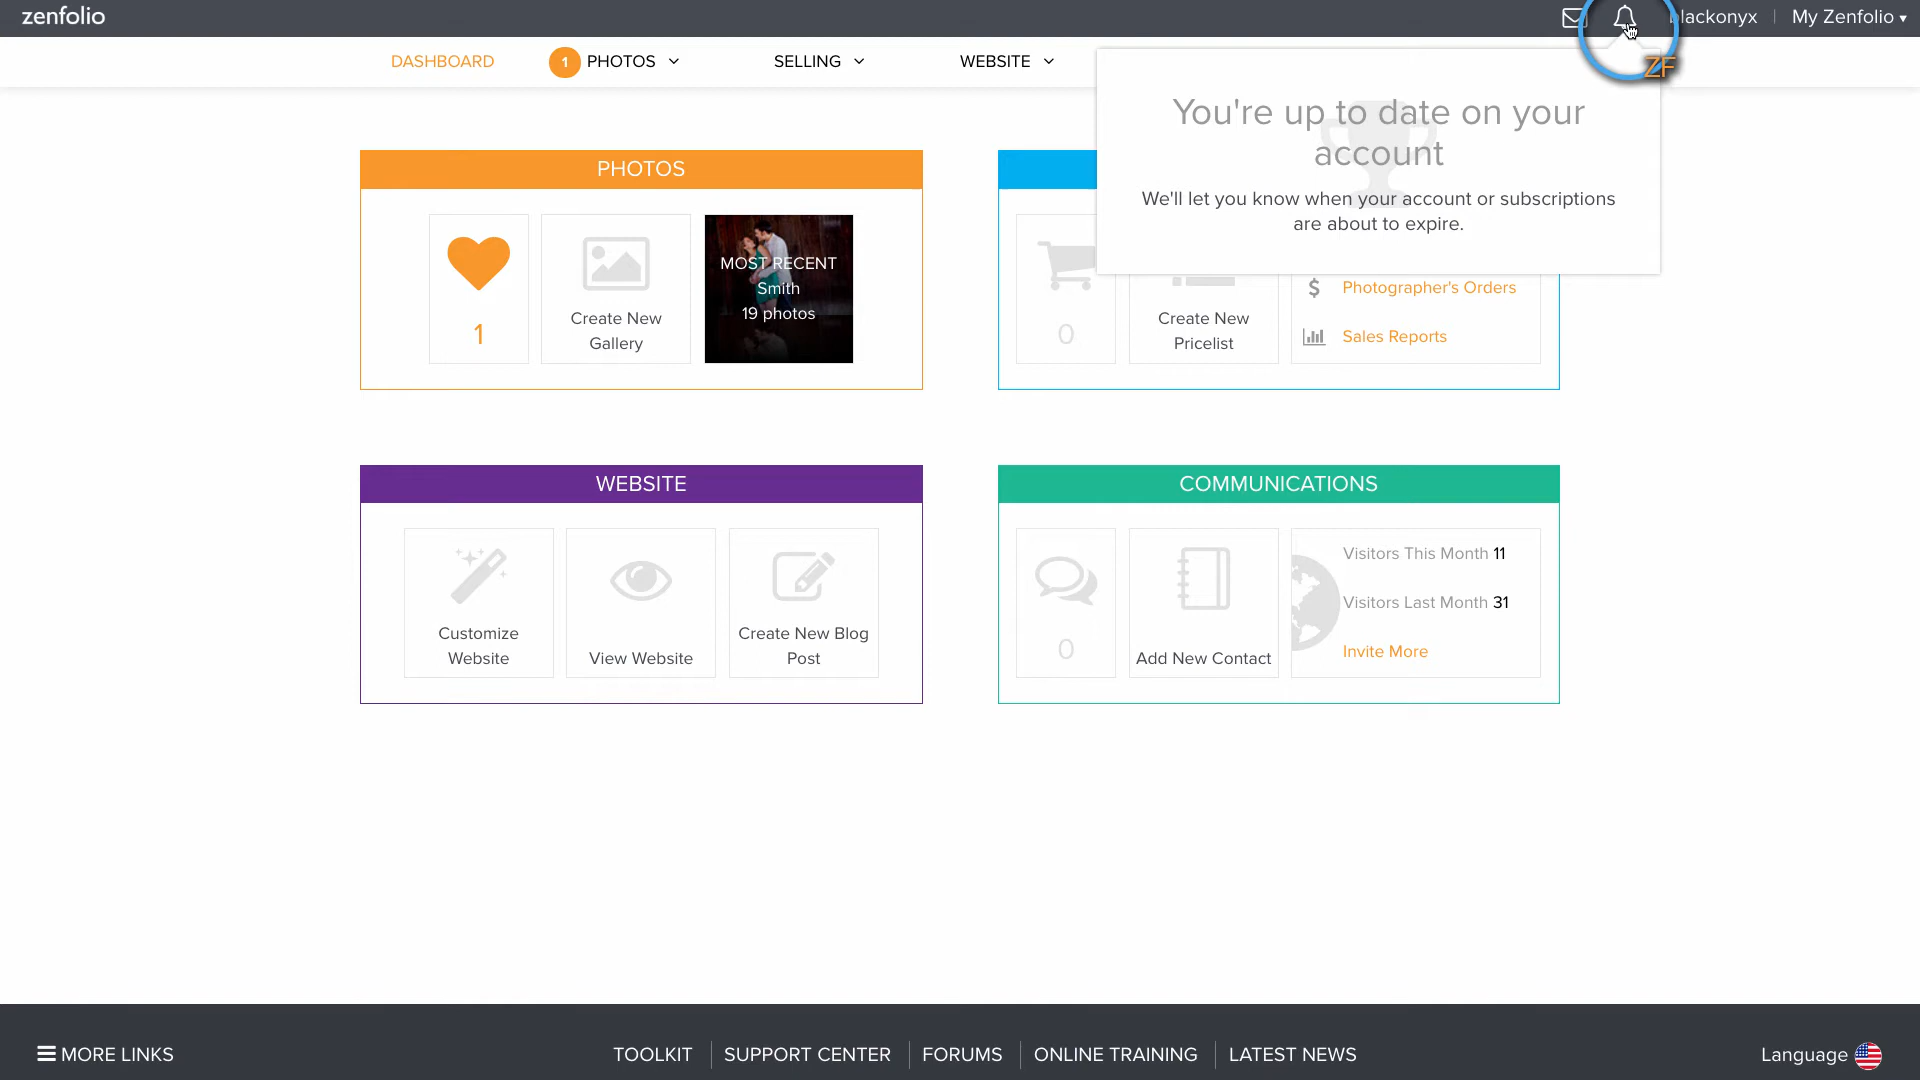 zenfolio
lackonyx
My Zenfolio ▾
DASHBOARD
1
PHOTOS
SELLING
WEBSITE
ZF
You're up to date on your
account
We'll let you know when your account or subscriptions
are about to expire.
PHOTOS
1
Create New
Gallery
MOST RECENT
Smith
19 photos
0
Create New
Pricelist
$
Photographer's Orders
Sales Reports
WEBSITE
Customize
Website
View Website
Create New Blog
Post
COMMUNICATIONS
0
Add New Contact
Visitors This Month 11
Visitors Last Month 31
Invite More
MORE LINKS
TOOLKIT
SUPPORT CENTER
FORUMS
ONLINE TRAINING
LATEST NEWS
Language